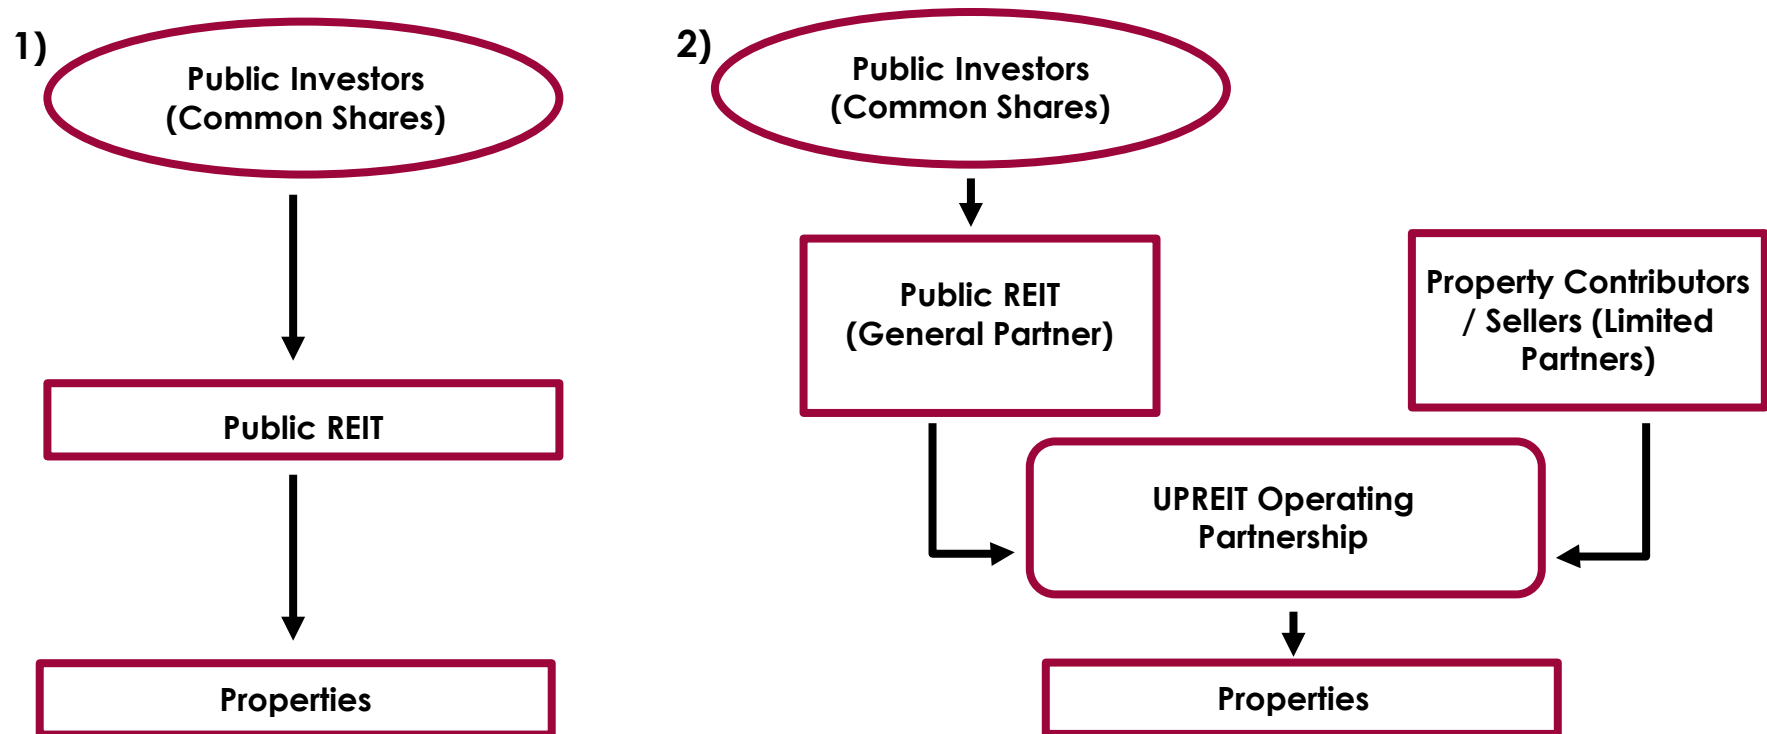 1)
Public Investors
(Common Shares)
Public REIT
Properties
2)
Public Investors
(Common Shares)
Public REIT
(General Partner)
Property Contributors
/ Sellers (Limited
Partners)
UPREIT Operating
Partnership
Properties